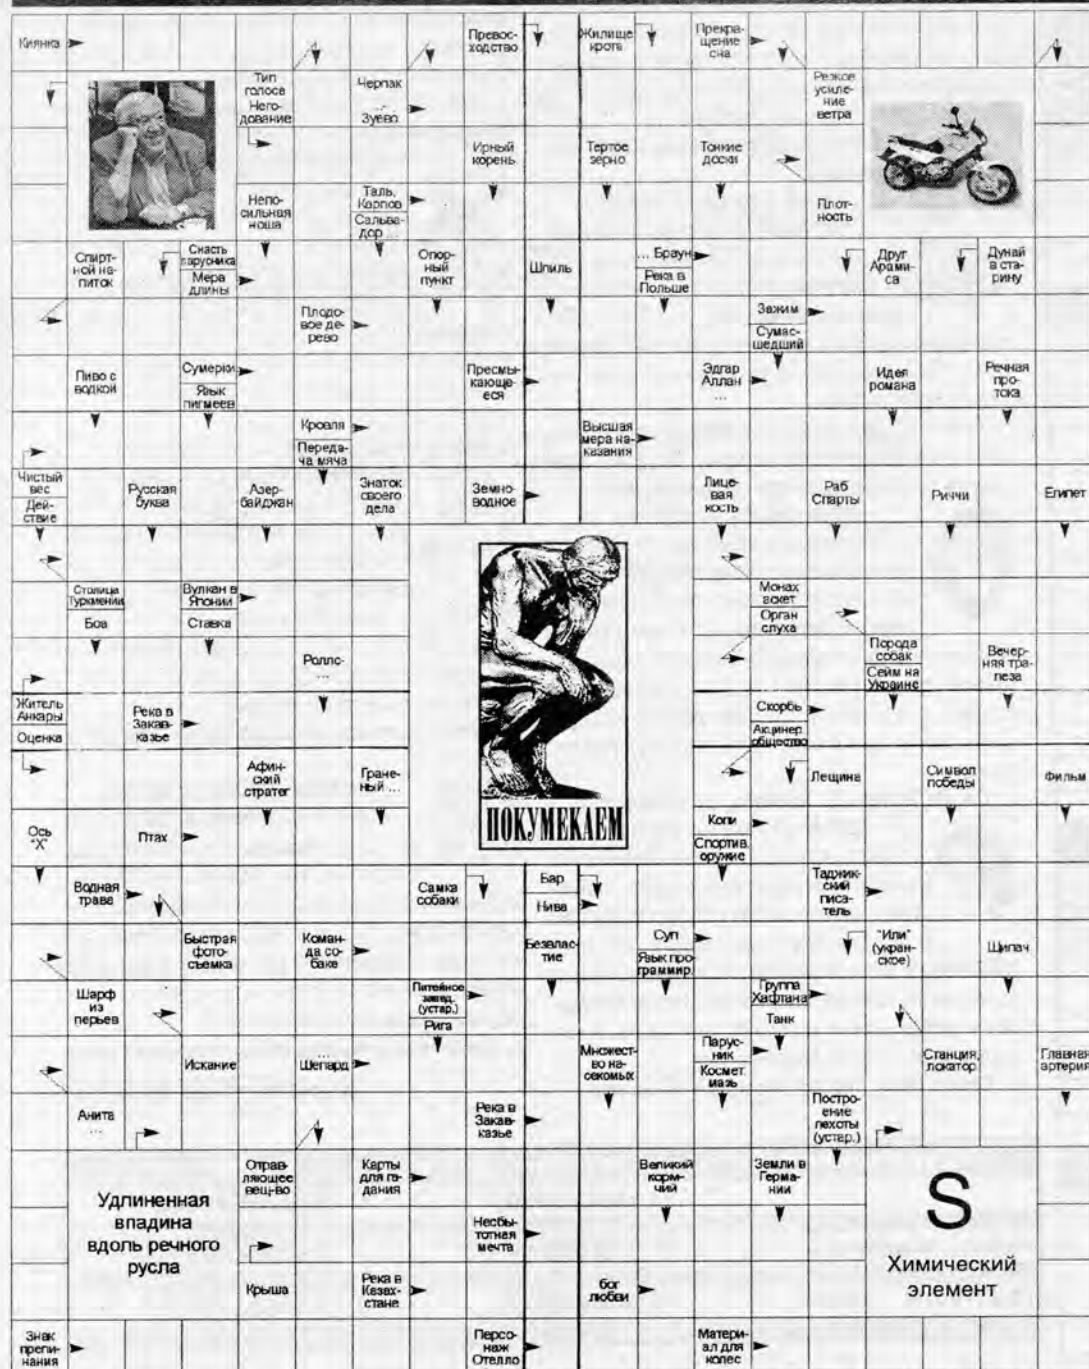 Киянка
Превос-
ходство
Жилище
крота
Прекра-
щение
сна
Тип
голоса
Него-
дование
Черпак
...-
Зуево
Резкое
усиле-
ние
ветра
Ирный
корень
Тертое
зерно
Тонкие
доски
Непо-
сильная
ноша
Таль,
Карпов
Сальва-
дор ...
Плот-
ность
Спирт-
ной на-
питок
Снасть
парусника
Мера
длины
Опор-
ный
пункт
Шпиль
... Браун
Река в
Польше
Друг
Арами-
са
Дунай
в ста-
рину
Плодо-
вое де-
рево
Зажим
Сумас-
шедший
Пиво с
водкой
Сумерки
Язык
пигмеев
Пресмы-
кающе-
еся
Эдгар
Аллан
...
Идея
романа
Речная
про-
тока
Кровля
Переда-
ча мяча
Высшая
мера на-
казания
Чистый
вес
Дей-
ствие
Русская
буква
Азер-
байджан
Знаток
своего
дела
Земно-
водное
Лице-
вая
кость
Раб
Спарты
Риччи
Египет
Столица
Туркмении
Боа
Вулкан в
Японии
Ставка
Монах
аскет
Орган
слуха
Роллс-
...
Порода
собак
Сейм на
Украине
Вечер-
няя тра-
пеза
Житель
Анкары
Оценка
Река в
Закав-
казье
Скорбь
Акционер.
общество
Афин-
ский
стратег
Гране-
ный ...
Лещина
Символ
победы
Фильм
ПОКУМЕКАЕМ
Ось
"X"
Птах
Копи
Спортив.
оружие
Водная
трава
Самка
собаки
Бар
Нива
Таджик-
ский
писа-
тель
Быстрая
фото-
съемка
Коман-
да со-
баке
Безвлас-
тие
Суп
Язык про-
граммир.
"Или"
(укран-
ское)
Щипач
Шарф
из
перьев
Питейное
завед.
(устар.)
Рига
Группа
Хафлана
Танк
Искание
...
Шепард
Множест-
во на-
секомых
Парус-
ник
Космет.
мазь
Станция,
локатор
Главная
артерия
Анита
...
Река в
Закав-
казье
Постро-
ение
пехоты
(устар.)
Удлиненная
впадина
вдоль речного
русла
Отрав-
ляющее
вещ-во
Карты
для га-
дания
Великий
корм-
чий
Земли в
Герма-
нии
S
Химический
элемент
Несбы-
тотная
мечта
Крыша
Река в
Казах-
стане
бог
любви
Знак
препи-
нания
Персо-
наж
Отелло
Матери-
ал для
колес